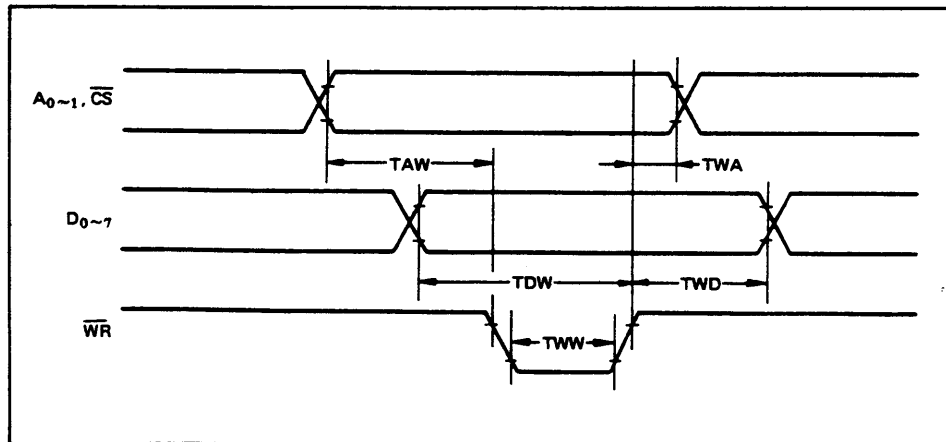 A0~1, CS
TAW
TWA
D0~7
TDW
TWD
WR
TWW